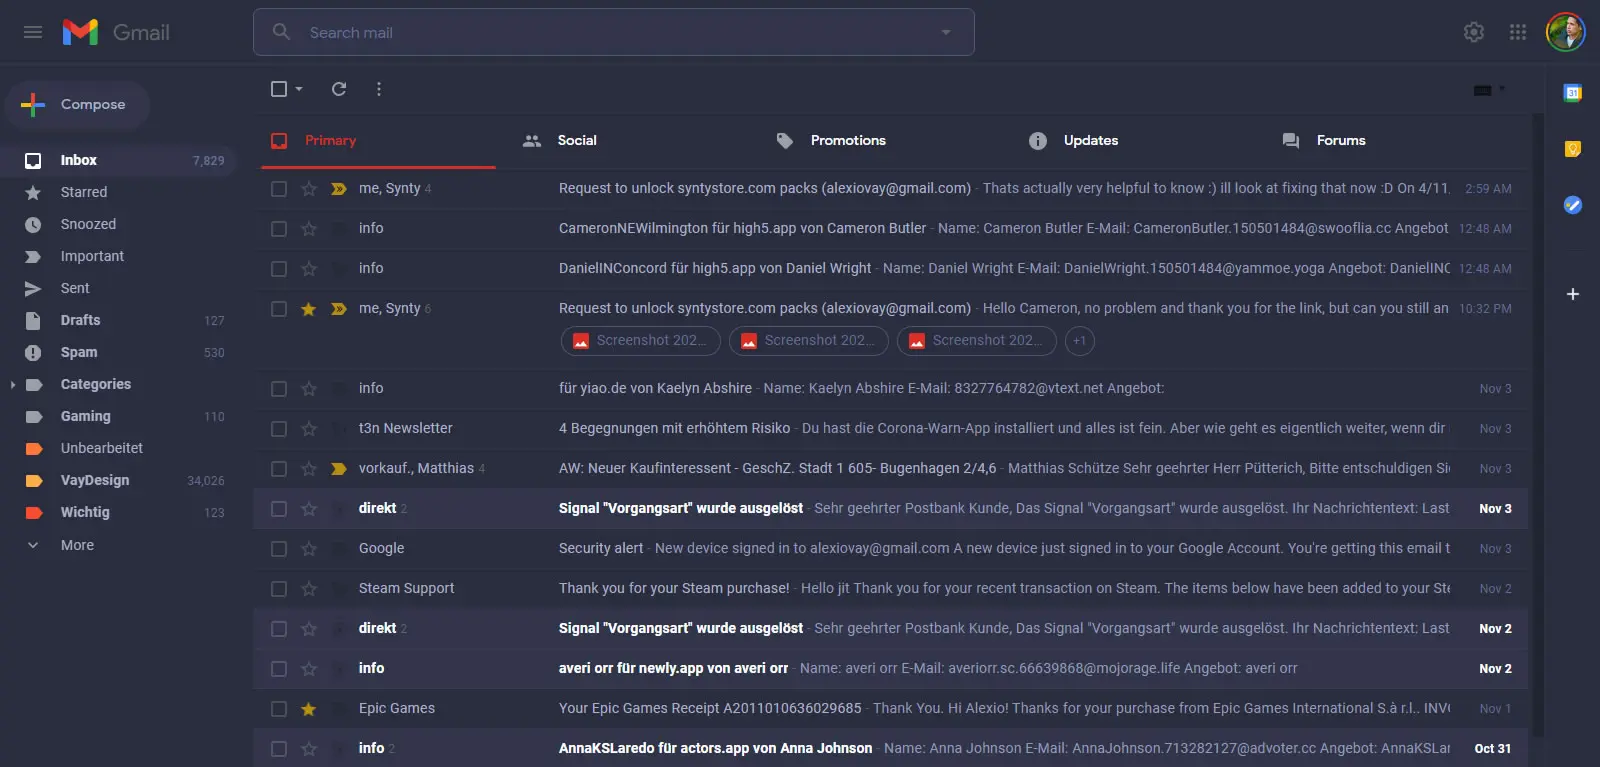 Gmail
Search mail
Compose
Inbox 7,829
Starred
Snoozed
Important
Sent
Drafts 127
Spam 530
Categories
Gaming 110
Unbearbeitet
VayDesign 34,026
Wichtig 123
More
Primary Social Promotions Updates Forums
me, Synty 4 Request to unlock syntystore.com packs (alexiovay@gmail.com) - Thats actually very helpful to know :) ill look at fixing that now :D On 4/11, 2:59 AM
info CameronNEWilmington für high5.app von Cameron Butler - Name: Cameron Butler E-Mail: CameronButler.150501484@swooflia.cc Angebot 12:48 AM
info DanielINConcord für high5.app von Daniel Wright - Name: Daniel Wright E-Mail: DanielWright.150501484@yammoe.yoga Angebot: DanielINC 12:48 AM
me, Synty 6 Request to unlock syntystore.com packs (alexiovay@gmail.com) - Hello Cameron, no problem and thank you for the link, but can you still an 10:32 PM
Screenshot 202... Screenshot 202... Screenshot 202... +1
info für yiao.de von Kaelyn Abshire - Name: Kaelyn Abshire E-Mail: 8327764782@vtext.net Angebot: Nov 3
t3n Newsletter 4 Begegnungen mit erhöhtem Risiko - Du hast die Corona-Warn-App installiert und alles ist fein. Aber wie geht es eigentlich weiter, wenn dir Nov 3
vorkauf., Matthias 4 AW: Neuer Kaufinteressent - GeschZ. Stadt 1 605- Bugenhagen 2/4,6 - Matthias Schütze Sehr geehrter Herr Pütterich, Bitte entschuldigen Sie Nov 3
direkt 2 Signal "Vorgangsart" wurde ausgelöst - Sehr geehrter Postbank Kunde, Das Signal "Vorgangsart" wurde ausgelöst. Ihr Nachrichtentext: Last Nov 3
Google Security alert - New device signed in to alexiovay@gmail.com A new device just signed in to your Google Account. You're getting this email t Nov 3
Steam Support Thank you for your Steam purchase! - Hello jit Thank you for your recent transaction on Steam. The items below have been added to your Ste Nov 2
direkt 2 Signal "Vorgangsart" wurde ausgelöst - Sehr geehrter Postbank Kunde, Das Signal "Vorgangsart" wurde ausgelöst. Ihr Nachrichtentext: Last Nov 2
info averi orr für newly.app von averi orr - Name: averi orr E-Mail: averiorr.sc.66639868@mojorage.life Angebot: averi orr Nov 2
Epic Games Your Epic Games Receipt A2011010636029685 - Thank You. Hi Alexio! Thanks for your purchase from Epic Games International S.à r.l.. INVO Nov 1
info 2 AnnaKSLaredo für actors.app von Anna Johnson - Name: Anna Johnson E-Mail: AnnaJohnson.713282127@advoter.cc Angebot: AnnaKSLar Oct 31
31